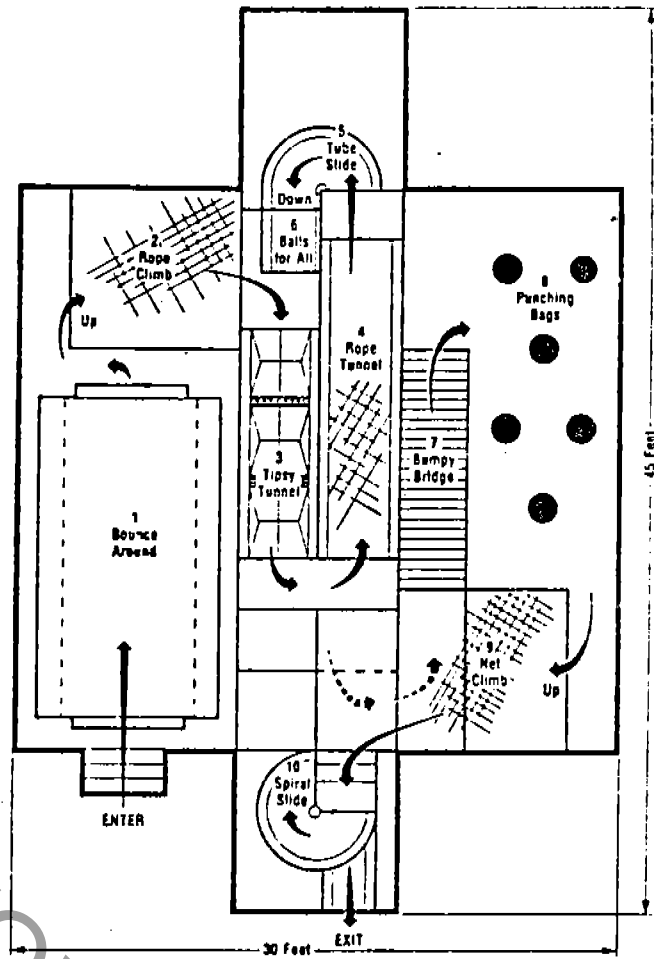 5
Tube
Slide
Down
6
Balls
for All
2
Rope
Climb
Up
4
Rope
Tunnel
8
Punching
Bags
3
Tipsy
Tunnel
7
Bumpy
Bridge
1
Bounce
Around
45 Feet
9
Net
Climb
Up
10
Spiral
Slide
ENTER
EXIT
30 Feet